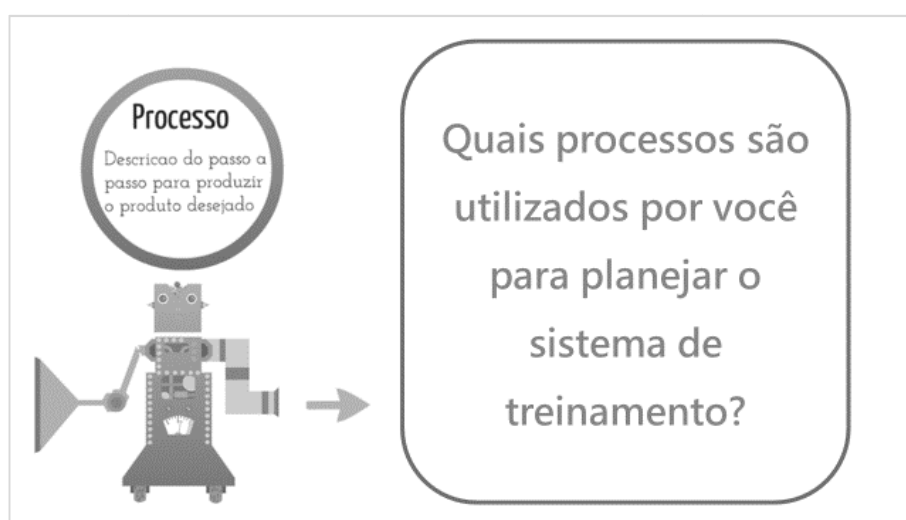 Processo
Descricao do passo a
passo para produzir
o produto desejado
Quais processos são
utilizados por você
para planejar o
sistema de
treinamento?